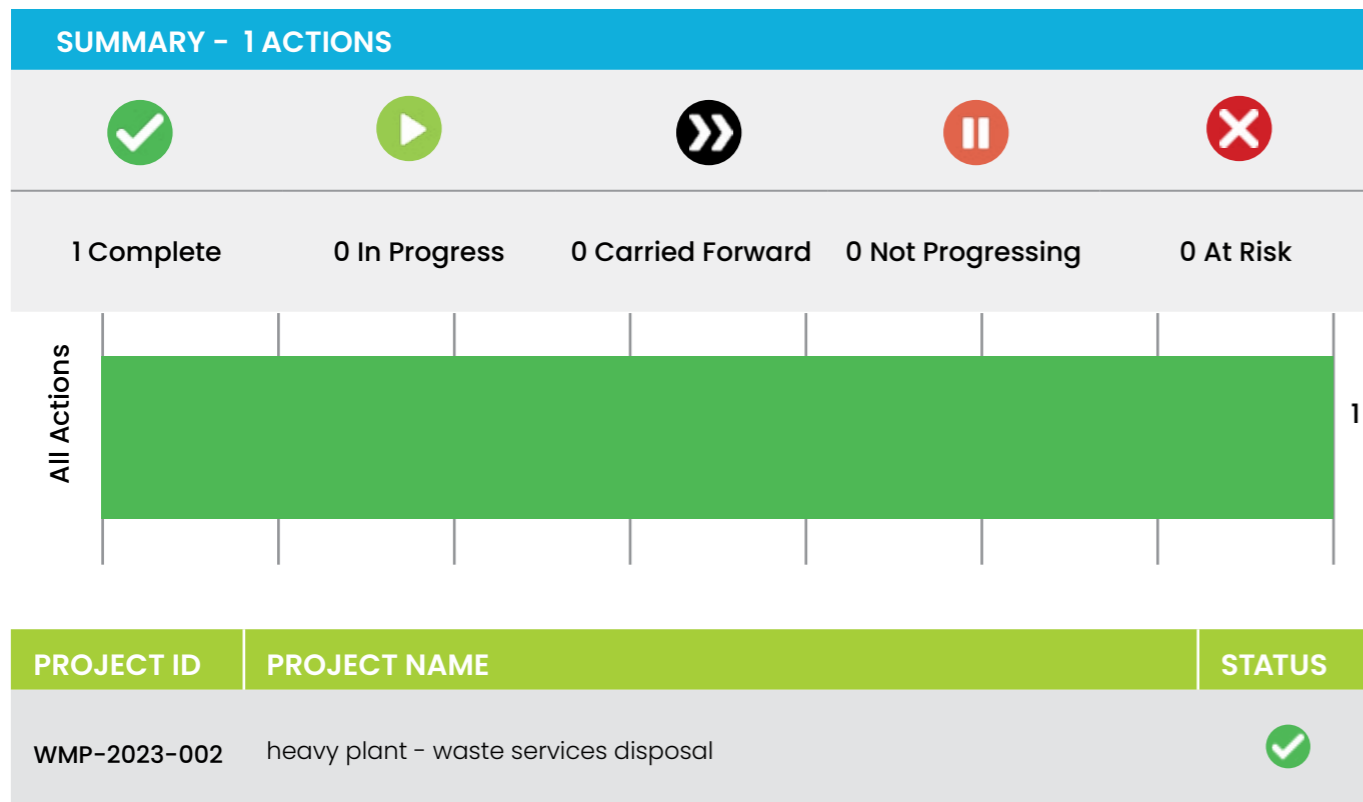 SUMMARY - 1 ACTIONS
1 Complete 0 In Progress 0 Carried Forward 0 Not Progressing 0 At Risk
All Actions
1
PROJECT ID PROJECT NAME STATUS
WMP-2023-002 heavy plant - waste services disposal